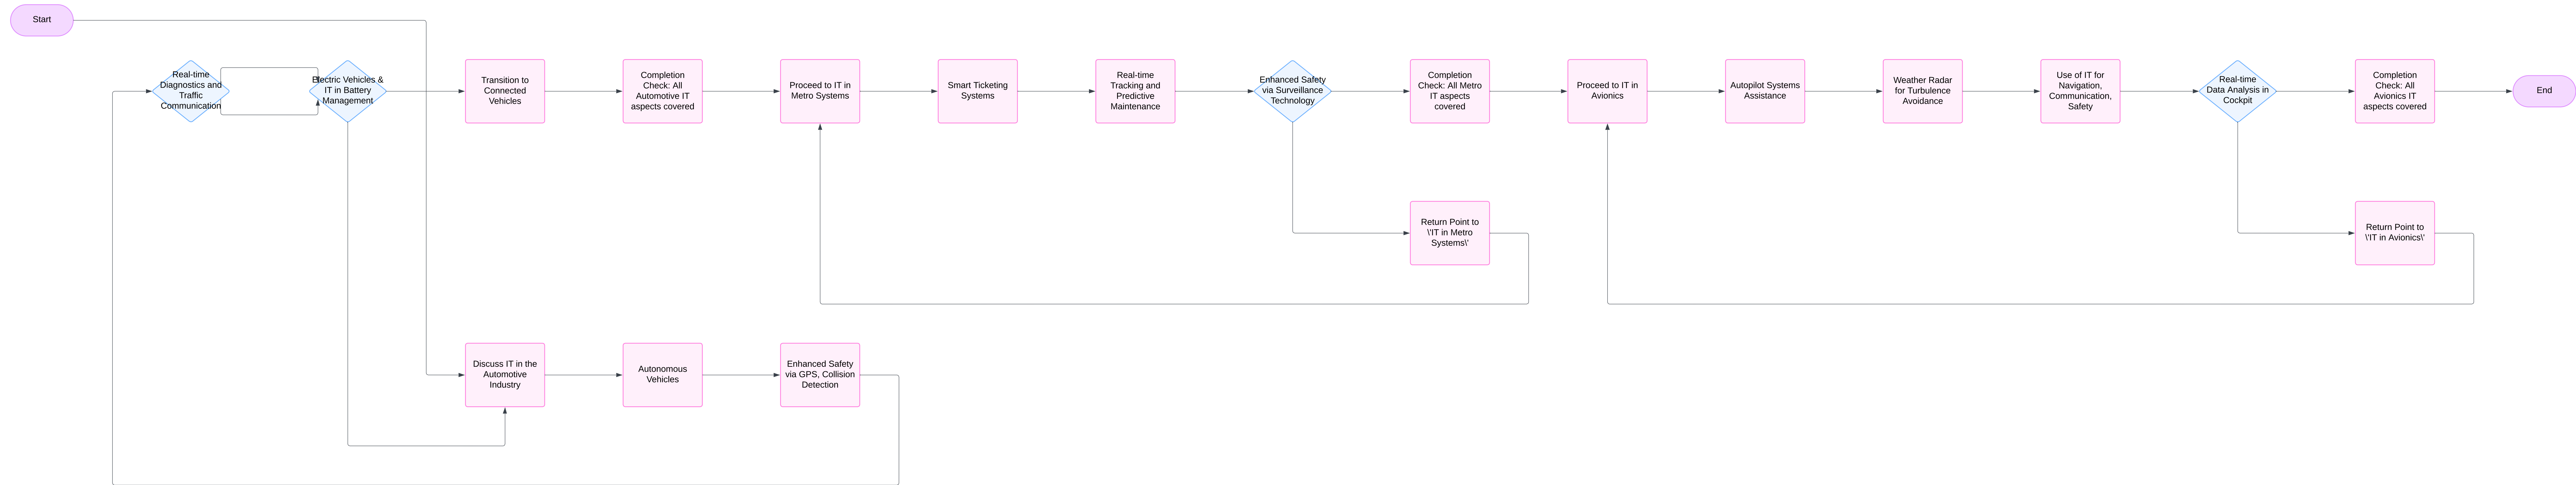 Start
Real-time
Diagnostics and
Traffic
Communication
Electric Vehicles &
IT in Battery
Management
Transition to
Connected
Vehicles
Completion
Check: All
Automotive IT
aspects covered
Proceed to IT in
Metro Systems
Smart Ticketing
Systems
Real-time
Tracking and
Predictive
Maintenance
Enhanced Safety
via Surveillance
Technology
Completion
Check: All Metro
IT aspects
covered
Proceed to IT in
Avionics
Autopilot Systems
Assistance
Weather Radar
for Turbulence
Avoidance
Use of IT for
Navigation,
Communication,
Safety
Real-time
Data Analysis in
Cockpit
Completion
Check: All
Avionics IT
aspects covered
End
Return Point to
\'IT in Metro
Systems\'
Return Point to
\'IT in Avionics\'
Discuss IT in the
Automotive
Industry
Autonomous
Vehicles
Enhanced Safety
via GPS, Collision
Detection